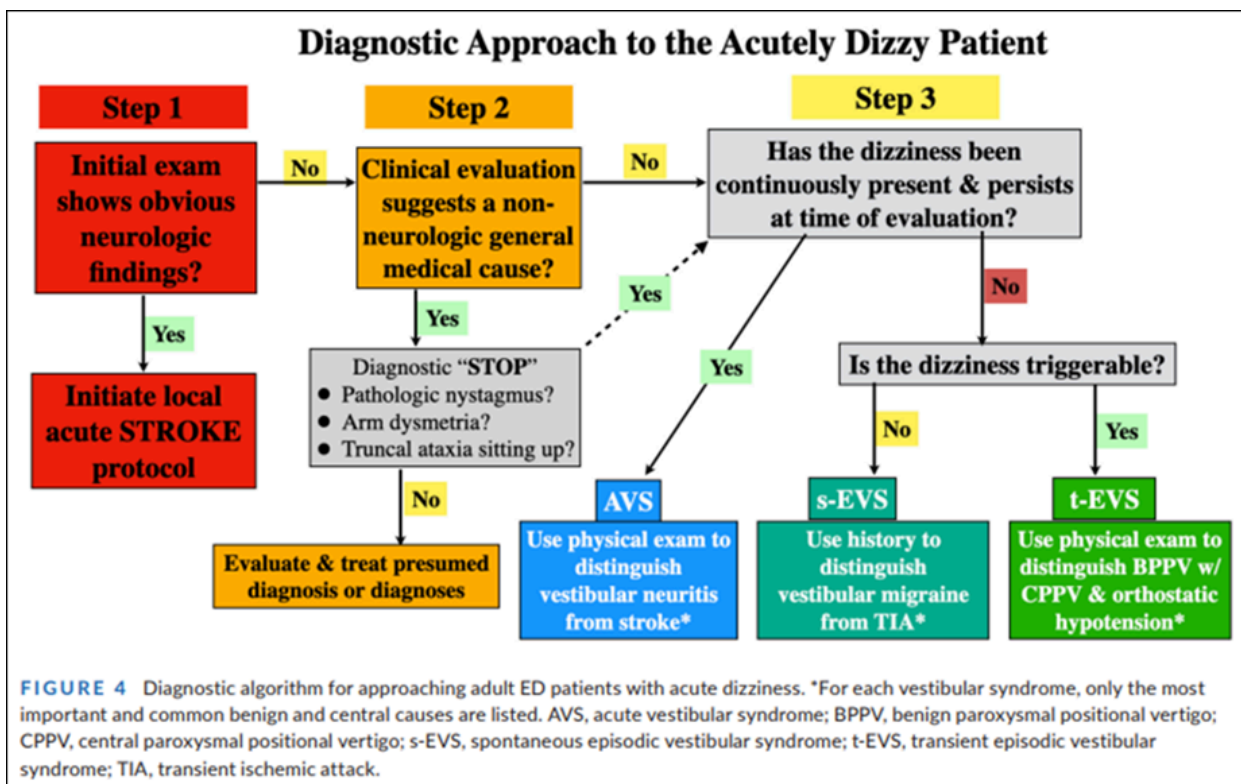 Diagnostic Approach to the Acutely Dizzy Patient
Step 1
Initial exam
shows obvious
neurologic
findings?
No
Yes
Initiate local
acute STROKE
protocol
Step 2
Clinical evaluation
suggests a non-
neurologic general
medical cause?
No
Yes
Diagnostic “STOP”
● Pathologic nystagmus?
● Arm dysmetria?
● Truncal ataxia sitting up?
Yes
No
Evaluate & treat presumed
diagnosis or diagnoses
Step 3
Has the dizziness been
continuously present & persists
at time of evaluation?
Yes
No
Is the dizziness triggerable?
No
Yes
AVS
Use physical exam to
distinguish
vestibular neuritis
from stroke*
s-EVS
Use history to
distinguish
vestibular migraine
from TIA*
t-EVS
Use physical exam to
distinguish BPPV w/
CPPV & orthostatic
hypotension*
FIGURE 4 Diagnostic algorithm for approaching adult ED patients with acute dizziness. *For each vestibular syndrome, only the most
important and common benign and central causes are listed. AVS, acute vestibular syndrome; BPPV, benign paroxysmal positional vertigo;
CPPV, central paroxysmal positional vertigo; s-EVS, spontaneous episodic vestibular syndrome; t-EVS, transient episodic vestibular
syndrome; TIA, transient ischemic attack.